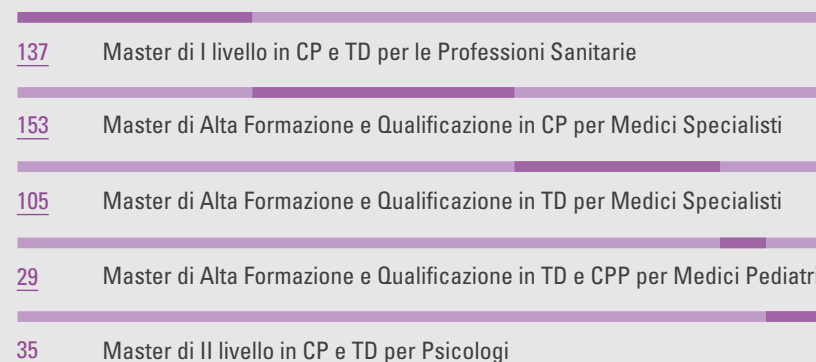 137 Master di I livello in CP e TD per le Professioni Sanitarie
153 Master di Alta Formazione e Qualificazione in CP per Medici Specialisti
105 Master di Alta Formazione e Qualificazione in TD per Medici Specialisti
29 Master di Alta Formazione e Qualificazione in TD e CPP per Medici Pediatri
35 Master di II livello in CP e TD per Psicologi